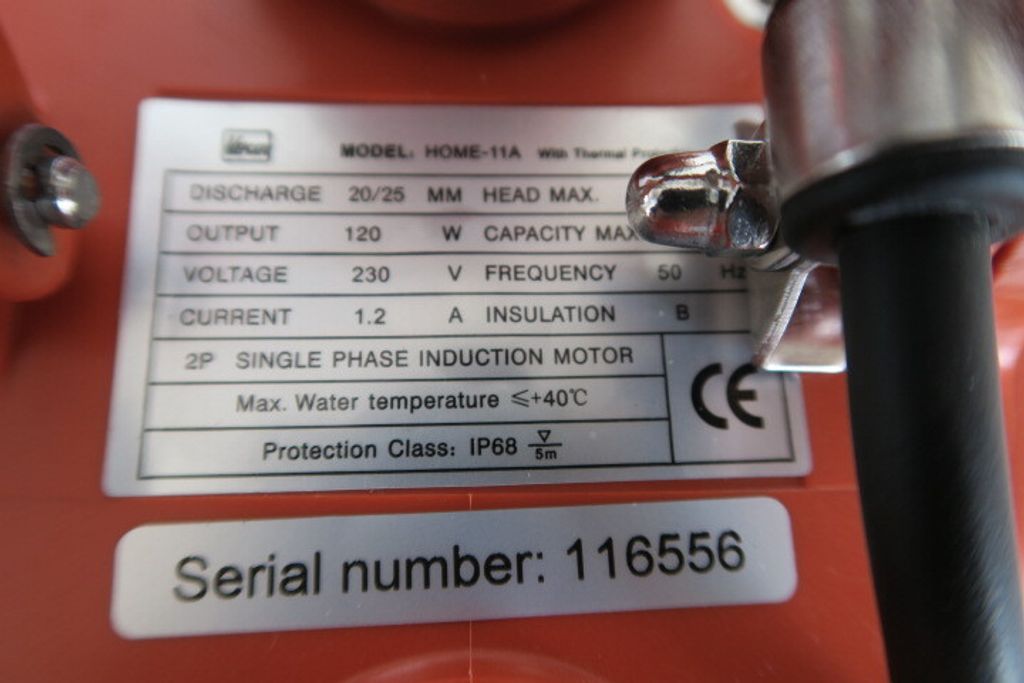 MODEL: HOME-11A With Thermal
DISCHARGE 20/25 MM HEAD MAX.
OUTPUT 120 W CAPACITY
VOLTAGE 230 V FREQUENCY 50 Hz
CURRENT 1.2 A INSULATION B
2P SINGLE PHASE INDUCTION MOTOR
Max. Water temperature ≤+40℃
CE
Protection Class: IP68 ▽ 5m
Serial number: 116556